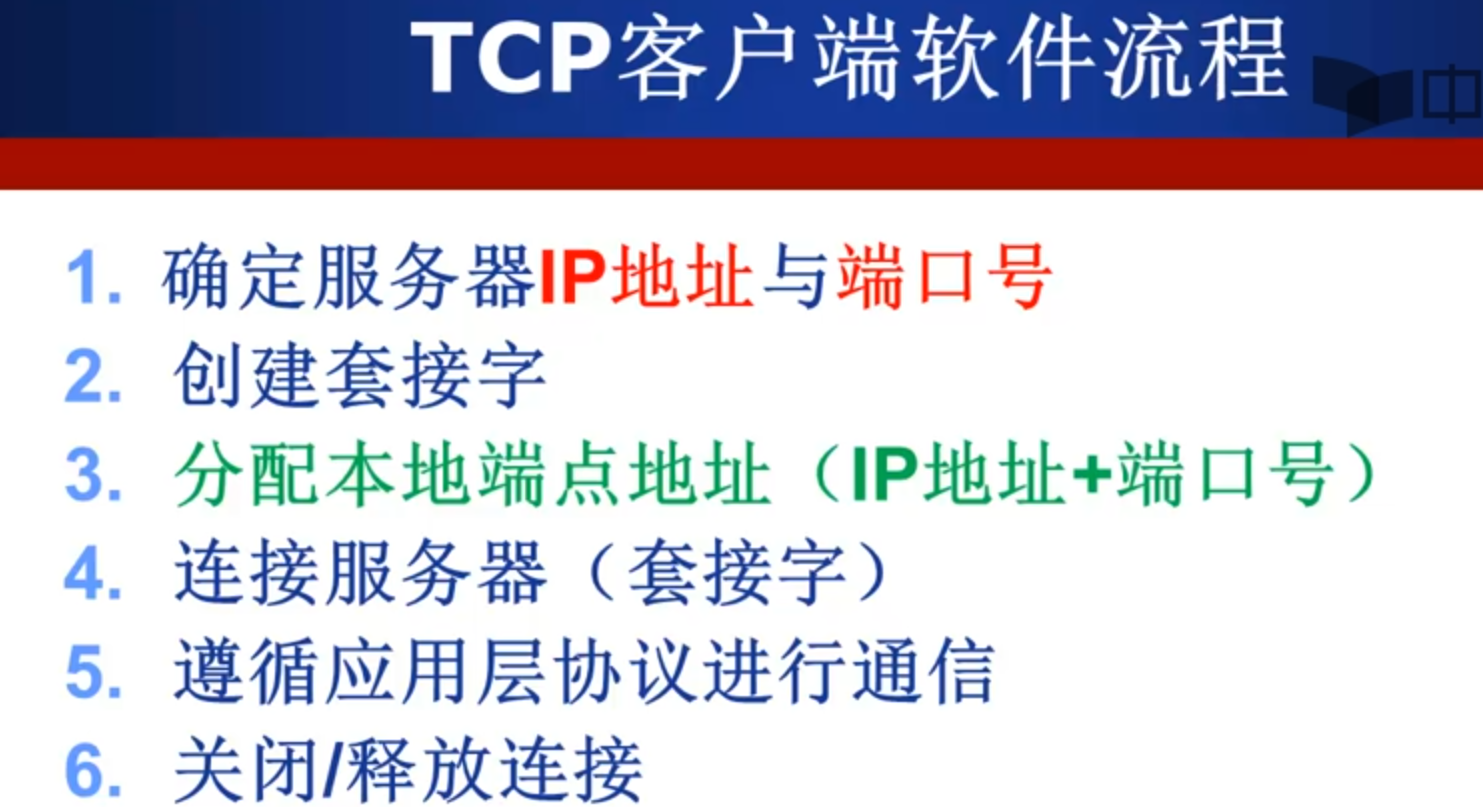 TCP客户端软件流程
中
1. 确定服务器IP地址与端口号
2. 创建套接字
3. 分配本地端点地址（IP地址+端口号）
4. 连接服务器（套接字）
5. 遵循应用层协议进行通信
6. 关闭/释放连接